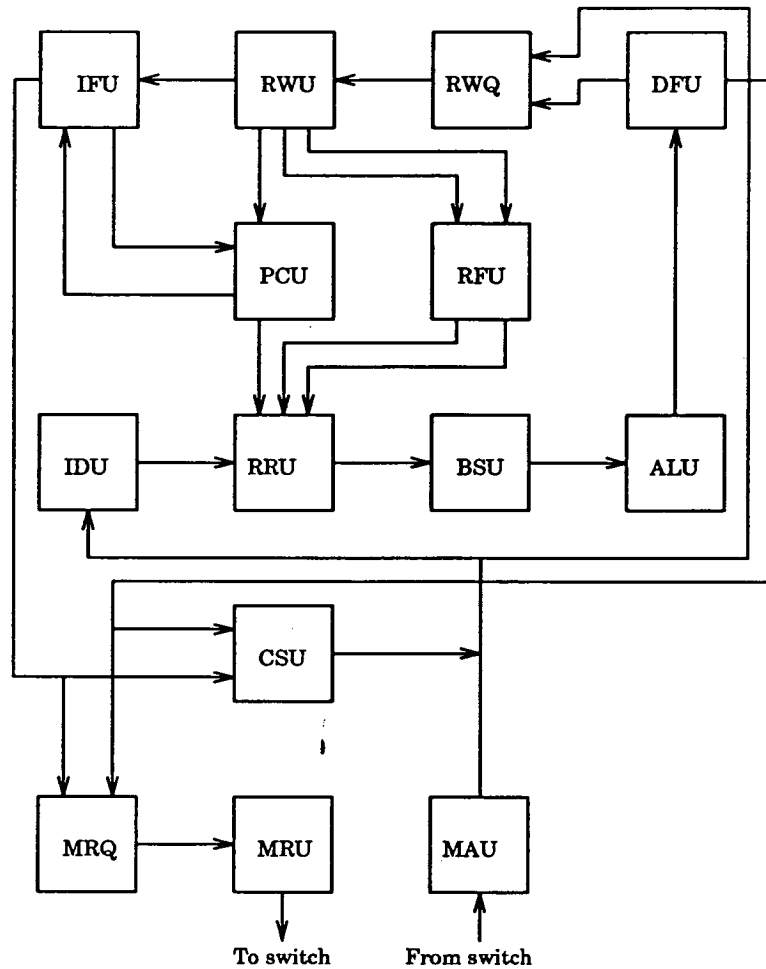 IFU
RWU
RWQ
DFU
PCU
RFU
IDU
RRU
BSU
ALU
CSU
MRQ
MRU
MAU
To switch
From switch